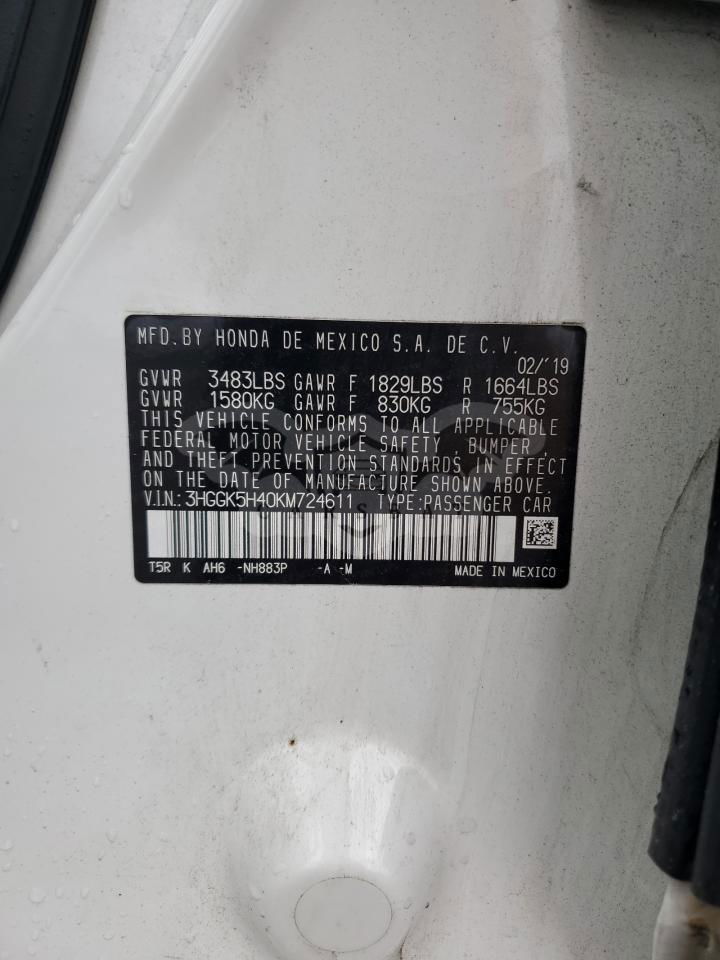 MFD. BY HONDA DE MEXICO S.A. DE C.V.
02/'19
GVWR 3483LBS GAWR F 1829LBS R 1664LBS
GVWR 1580KG GAWR F 830KG R 755KG
THIS VEHICLE CONFORMS TO ALL APPLICABLE
FEDERAL MOTOR VEHICLE SAFETY, BUMPER,
AND THEFT PREVENTION STANDARDS IN EFFECT
ON THE DATE OF MANUFACTURE SHOWN ABOVE.
V.I.N.: 3HGGK5H40KM724611 TYPE:PASSENGER CAR
T5R K AH6 -NH883P -A -M MADE IN MEXICO